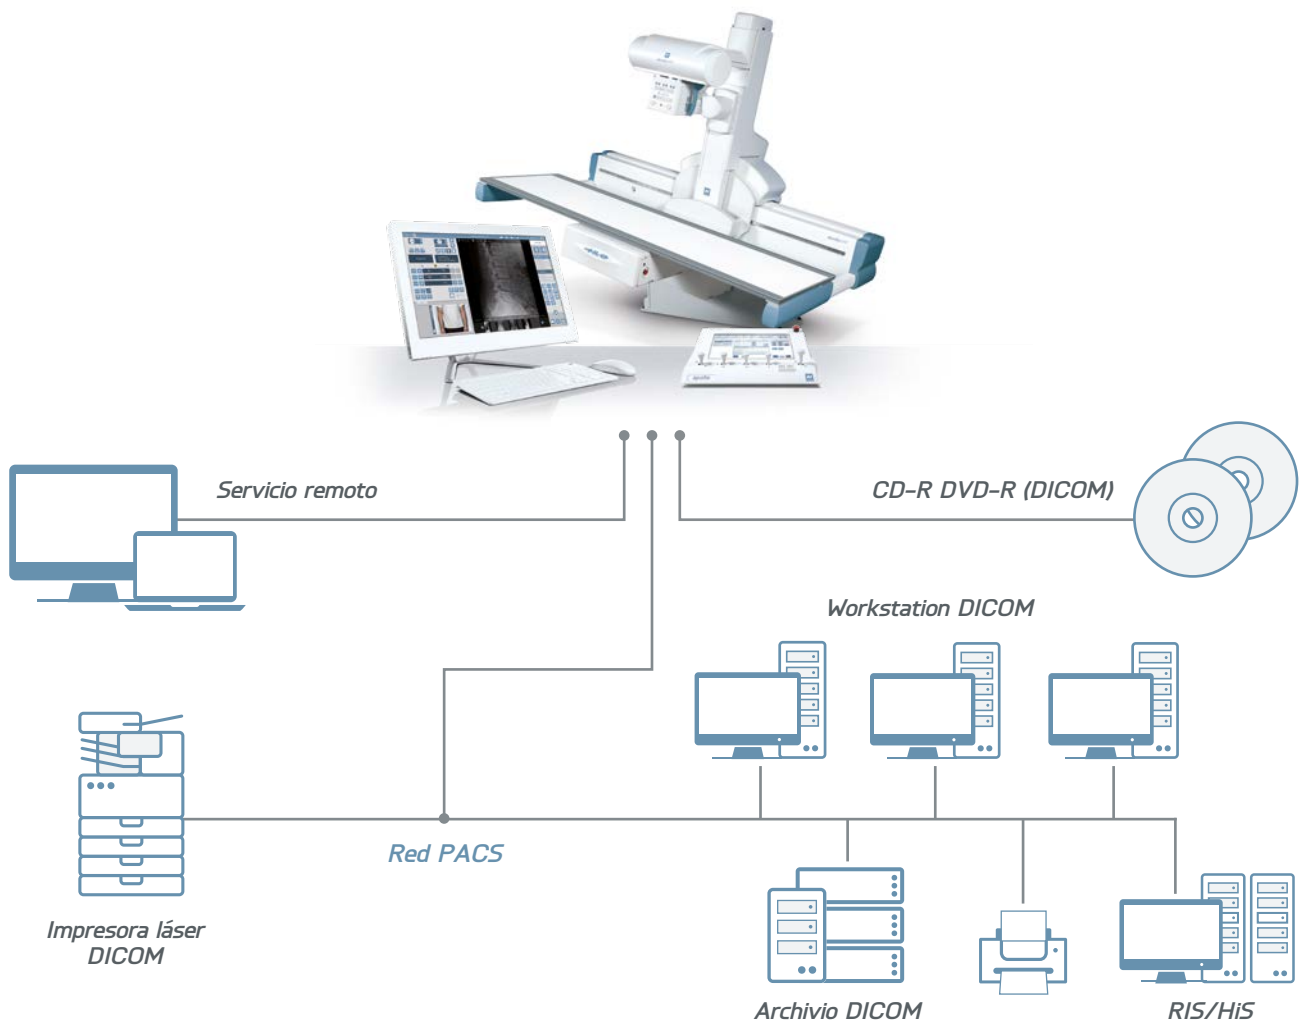 Servicio remoto
CD-R DVD-R (DICOM)
Workstation DICOM
Red PACS
Impresora láser
DICOM
Archivio DICOM
RIS/HiS